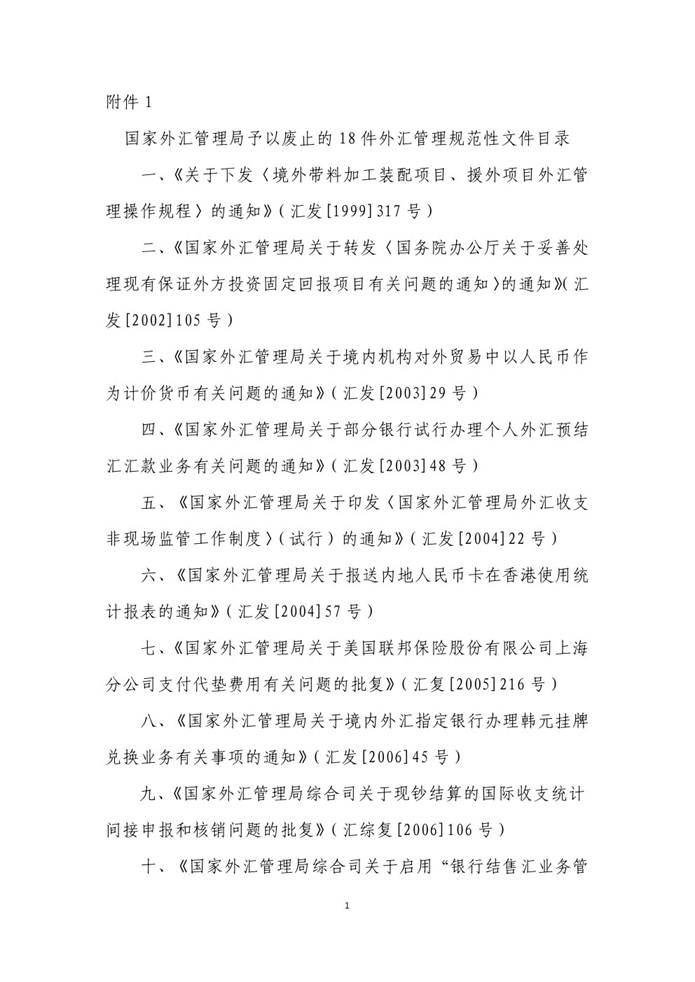 附件 1
国家外汇管理局予以废止的 18 件外汇管理规范性文件目录
一、《关于下发〈境外带料加工装配项目、援外项目外汇管
理操作规程〉的通知》（汇发[1999]317 号）
二、《国家外汇管理局关于转发〈国务院办公厅关于妥善处
理现有保证外方投资固定回报项目有关问题的通知〉的通知》（汇
发[2002]105 号）
三、《国家外汇管理局关于境内机构对外贸易中以人民币作
为计价货币有关问题的通知》（汇发[2003]29 号）
四、《国家外汇管理局关于部分银行试行办理个人外汇预结
汇汇款业务有关问题的通知》（汇发[2003]48 号）
五、《国家外汇管理局关于印发〈国家外汇管理局外汇收支
非现场监管工作制度〉（试行）的通知》（汇发[2004]22 号）
六、《国家外汇管理局关于报送内地人民币卡在香港使用统
计报表的通知》（汇发[2004]57 号）
七、《国家外汇管理局关于美国联邦保险股份有限公司上海
分公司支付代垫费用有关问题的批复》（汇复[2005]216 号）
八、《国家外汇管理局关于境内外汇指定银行办理韩元挂牌
兑换业务有关事项的通知》（汇发[2006]45 号）
九、《国家外汇管理局综合司关于现钞结算的国际收支统计
间接申报和核销问题的批复》（汇综复[2006]106 号）
十、《国家外汇管理局综合司关于启用“银行结售汇业务管
1